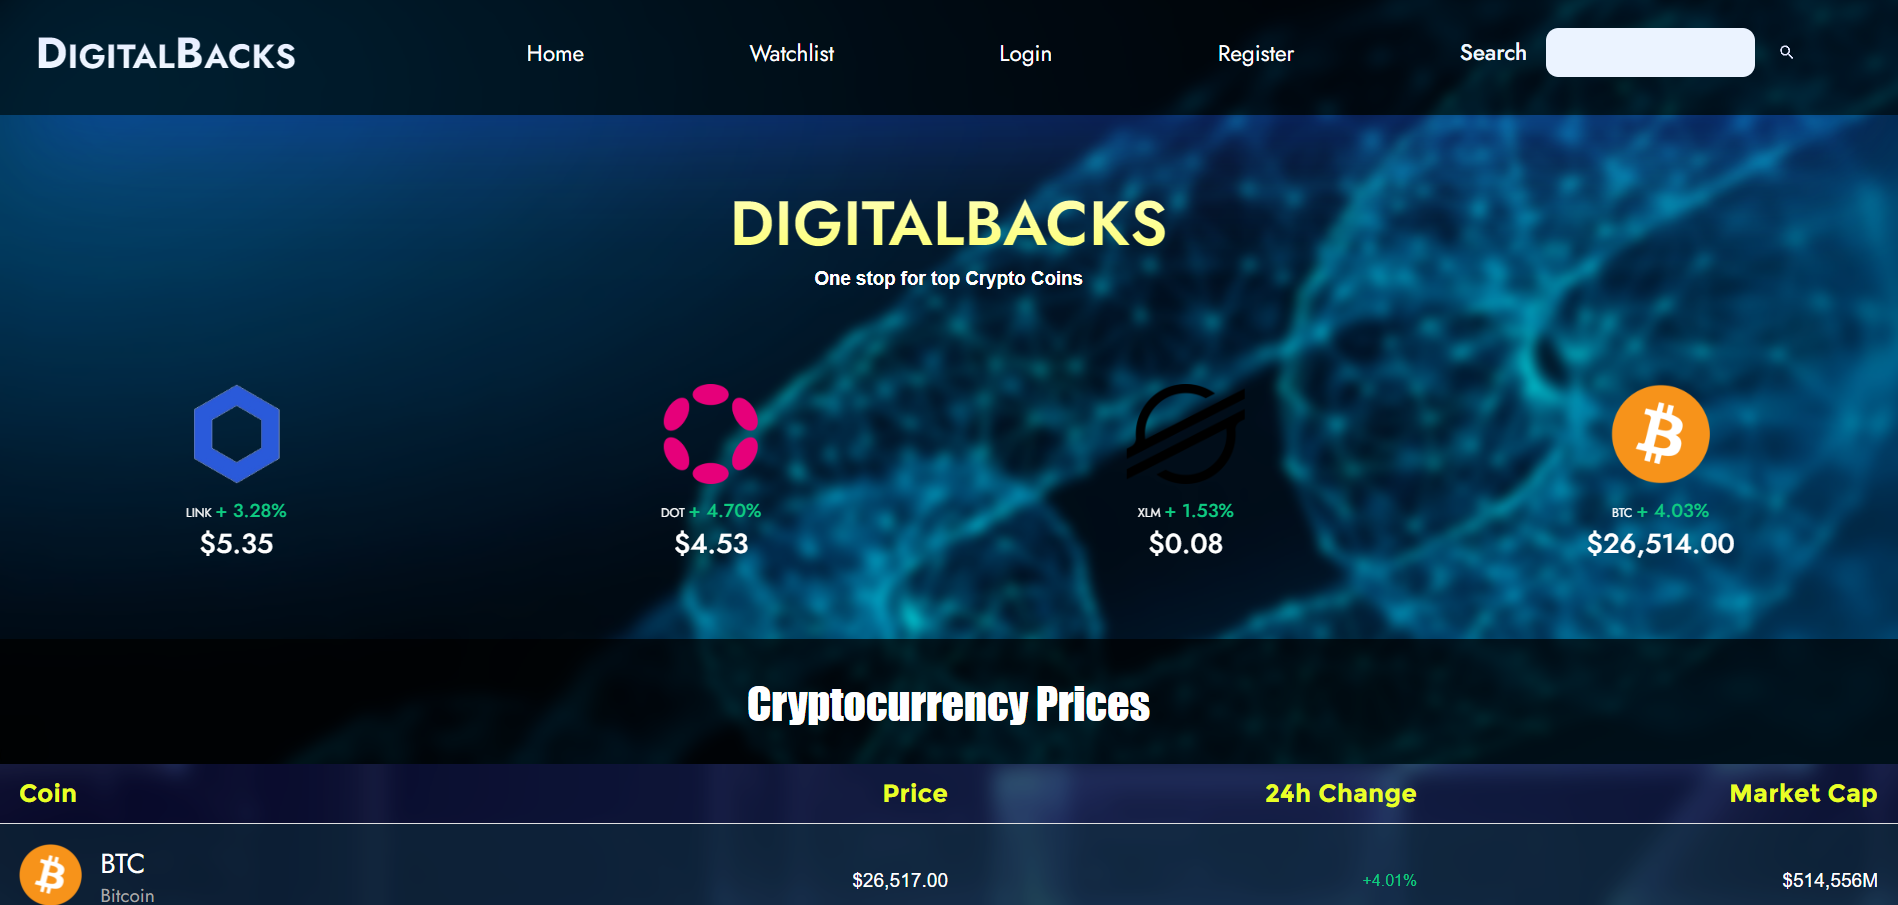 DIGITALBACKS
Home
Watchlist
Login
Register
Search
DIGITALBACKS
One stop for top Crypto Coins
LINK + 3.28%
$5.35
DOT + 4.70%
$4.53
XLM + 1.53%
$0.08
BTC + 4.03%
$26,514.00
Cryptocurrency Prices
Coin Price 24h Change Market Cap
BTC
Bitcoin
$26,517.00 +4.01% $514,556M